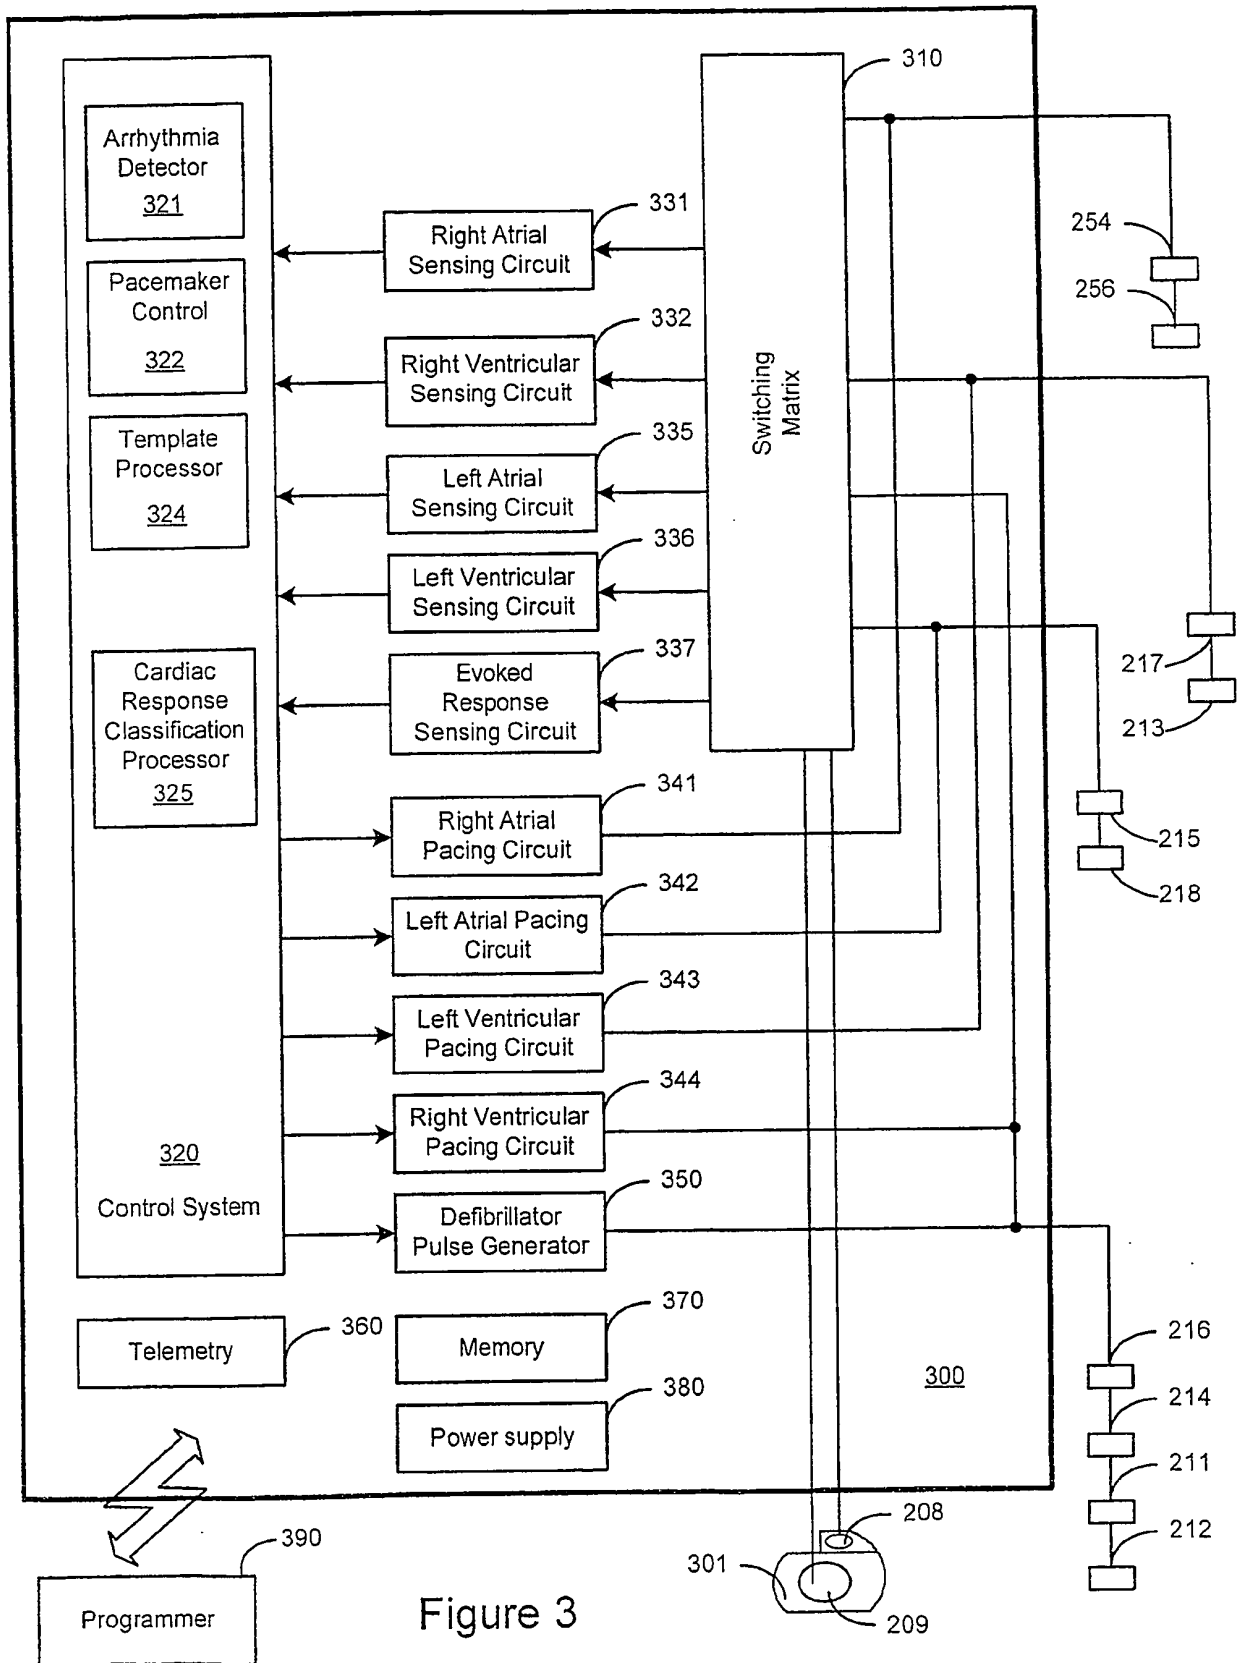 310
Arrhythmia
Detector
321
331
Right Atrial
Sensing Circuit
254
256
Pacemaker
Control
322
332
Right Ventricular
Sensing Circuit
Switching
Matrix
Template
Processor
324
335
Left Atrial
Sensing Circuit
336
Left Ventricular
Sensing Circuit
337
Evoked
Response
Sensing Circuit
217
213
Cardiac
Response
Classification
Processor
325
341
Right Atrial
Pacing Circuit
215
218
342
Left Atrial Pacing
Circuit
343
Left Ventricular
Pacing Circuit
344
Right Ventricular
Pacing Circuit
320
Control System
350
Defibrillator
Pulse Generator
360
Telemetry
370
Memory
300
216
214
211
212
380
Power supply
208
301
209
390
Programmer
Figure 3